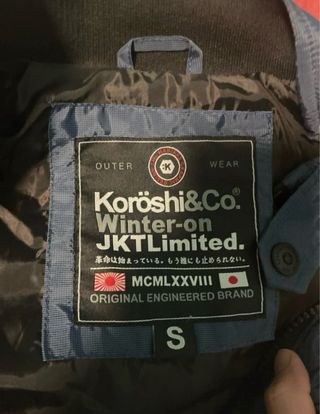 OUTER WEAR
K
Koröshi&Co.®
Winter-on
JKTLimited.
革命は始まっている。もう誰にも止められない。
MCMLXXVIII
ORIGINAL ENGINEERED BRAND
S